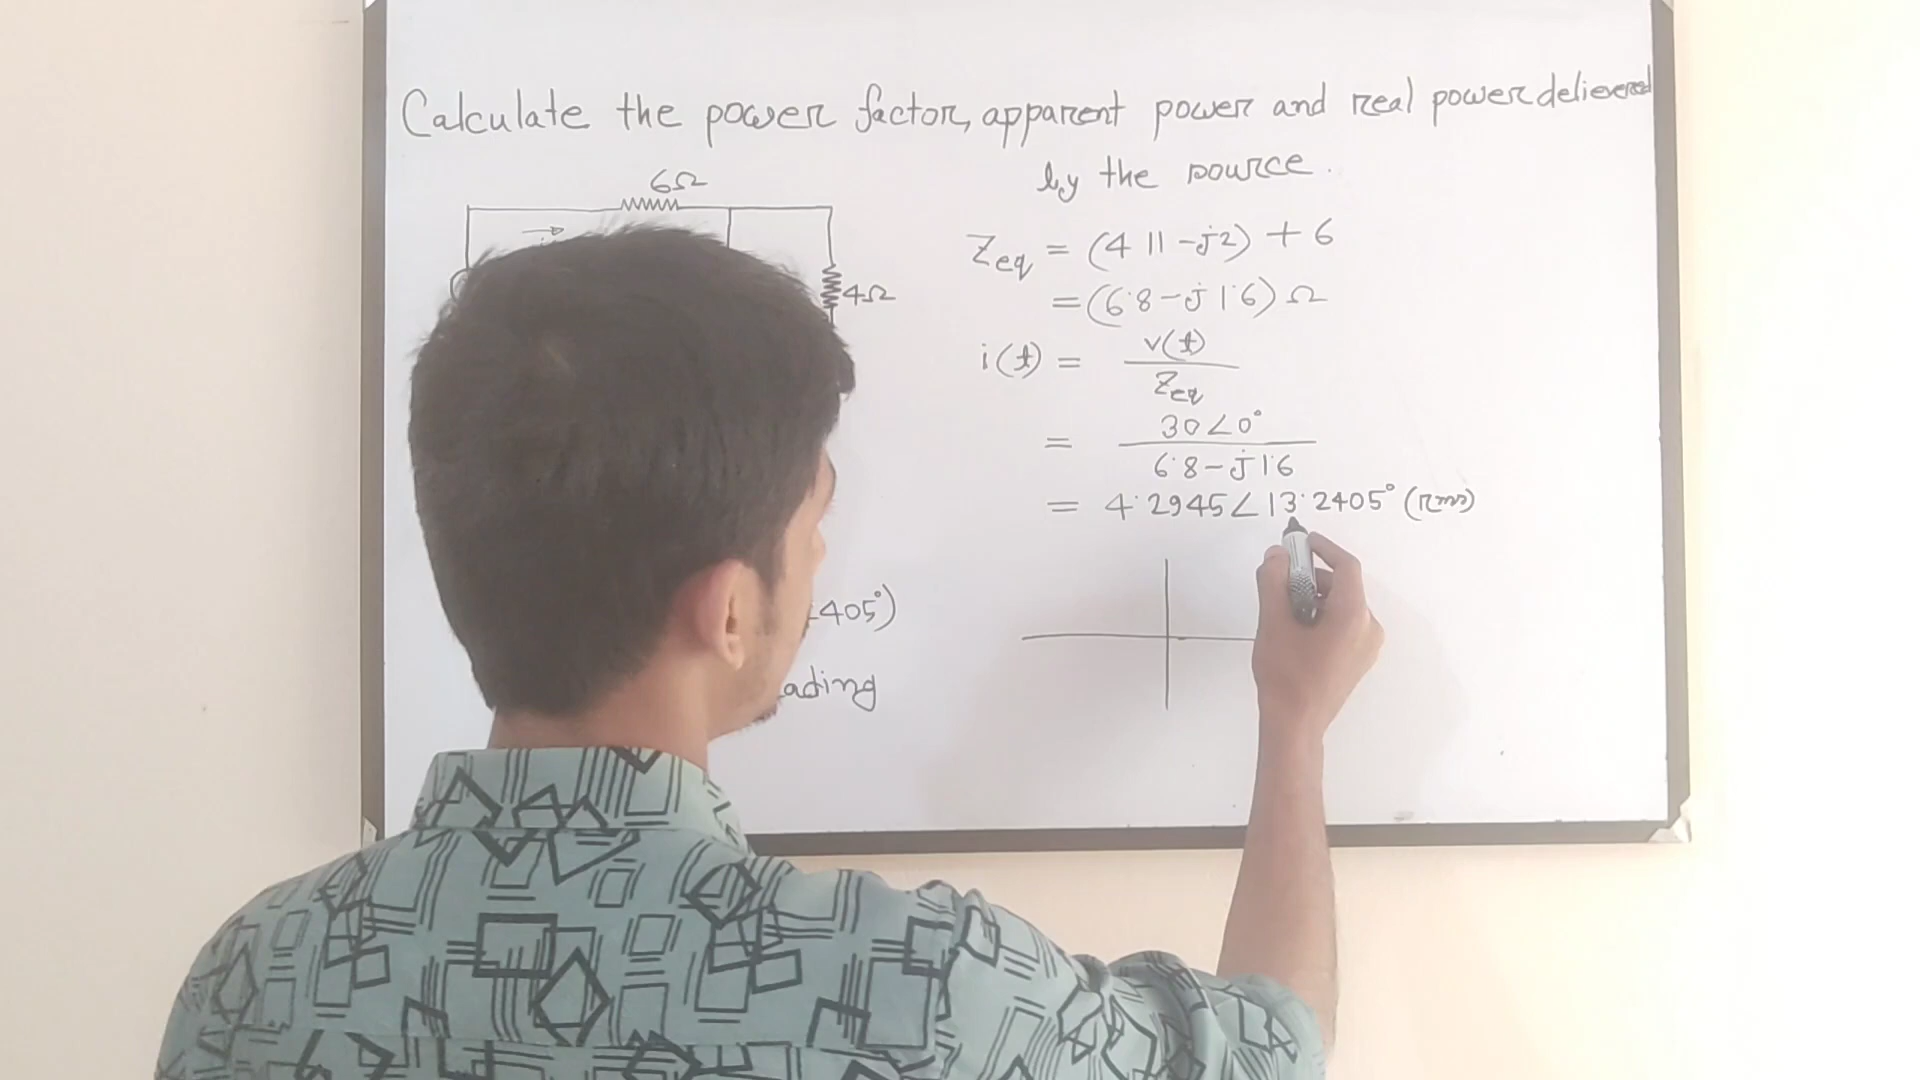 Calculate the power factor, apparent power and real power delievered
by the source.
6Ω
4Ω
405°)
ading
Zeq = (4 || -j2) + 6
= (6.8 - j1.6) Ω
i(t) = v(t) / Zeq
= 30∠0° / 6.8 - j1.6
= 4.2945∠13.2405° (rms)